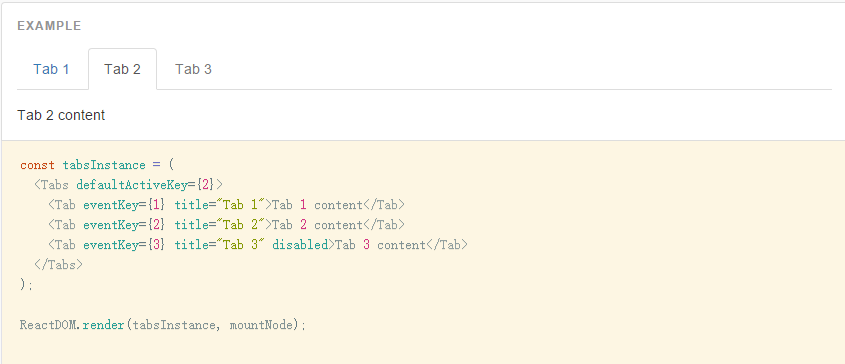 EXAMPLE
Tab 1 Tab 2 Tab 3
Tab 2 content
const tabsInstance = (
  <Tabs defaultActiveKey={2}>
    <Tab eventKey={1} title="Tab 1">Tab 1 content</Tab>
    <Tab eventKey={2} title="Tab 2">Tab 2 content</Tab>
    <Tab eventKey={3} title="Tab 3" disabled>Tab 3 content</Tab>
  </Tabs>
);
ReactDOM.render(tabsInstance, mountNode);